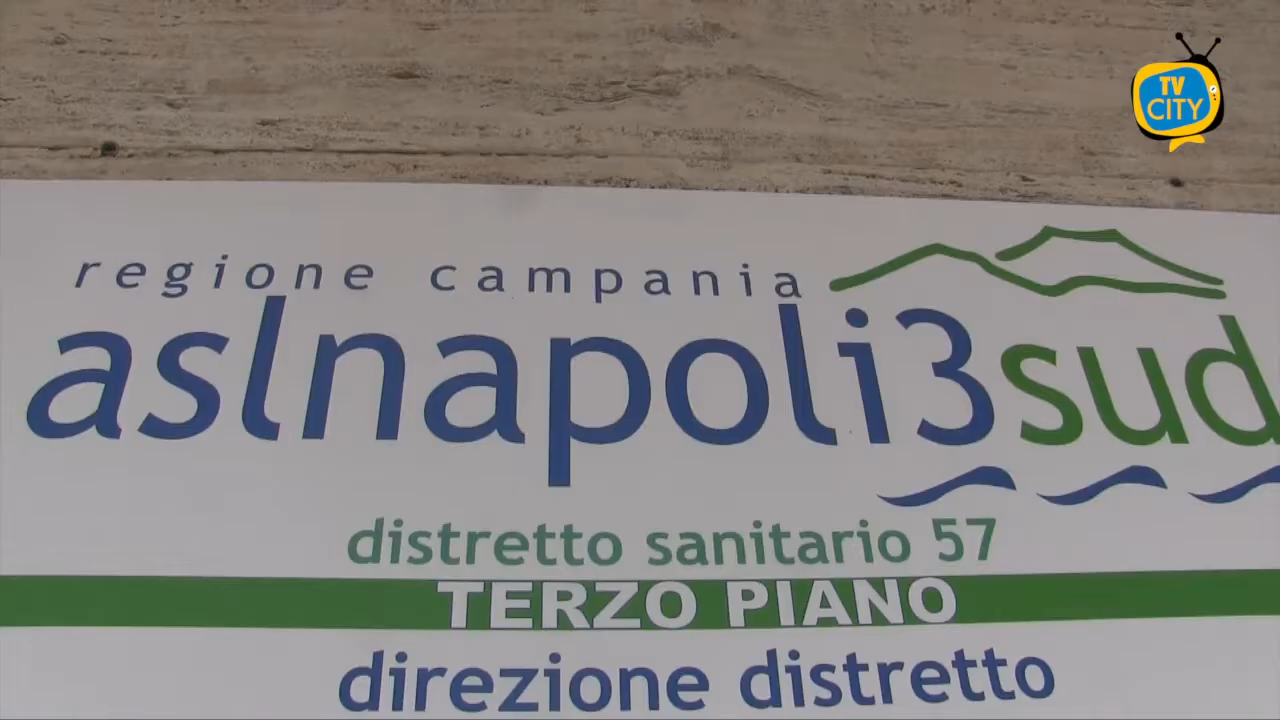 TV
CITY
regione campania
aslnapoli3sud
distretto sanitario 57
TERZO PIANO
direzione distretto